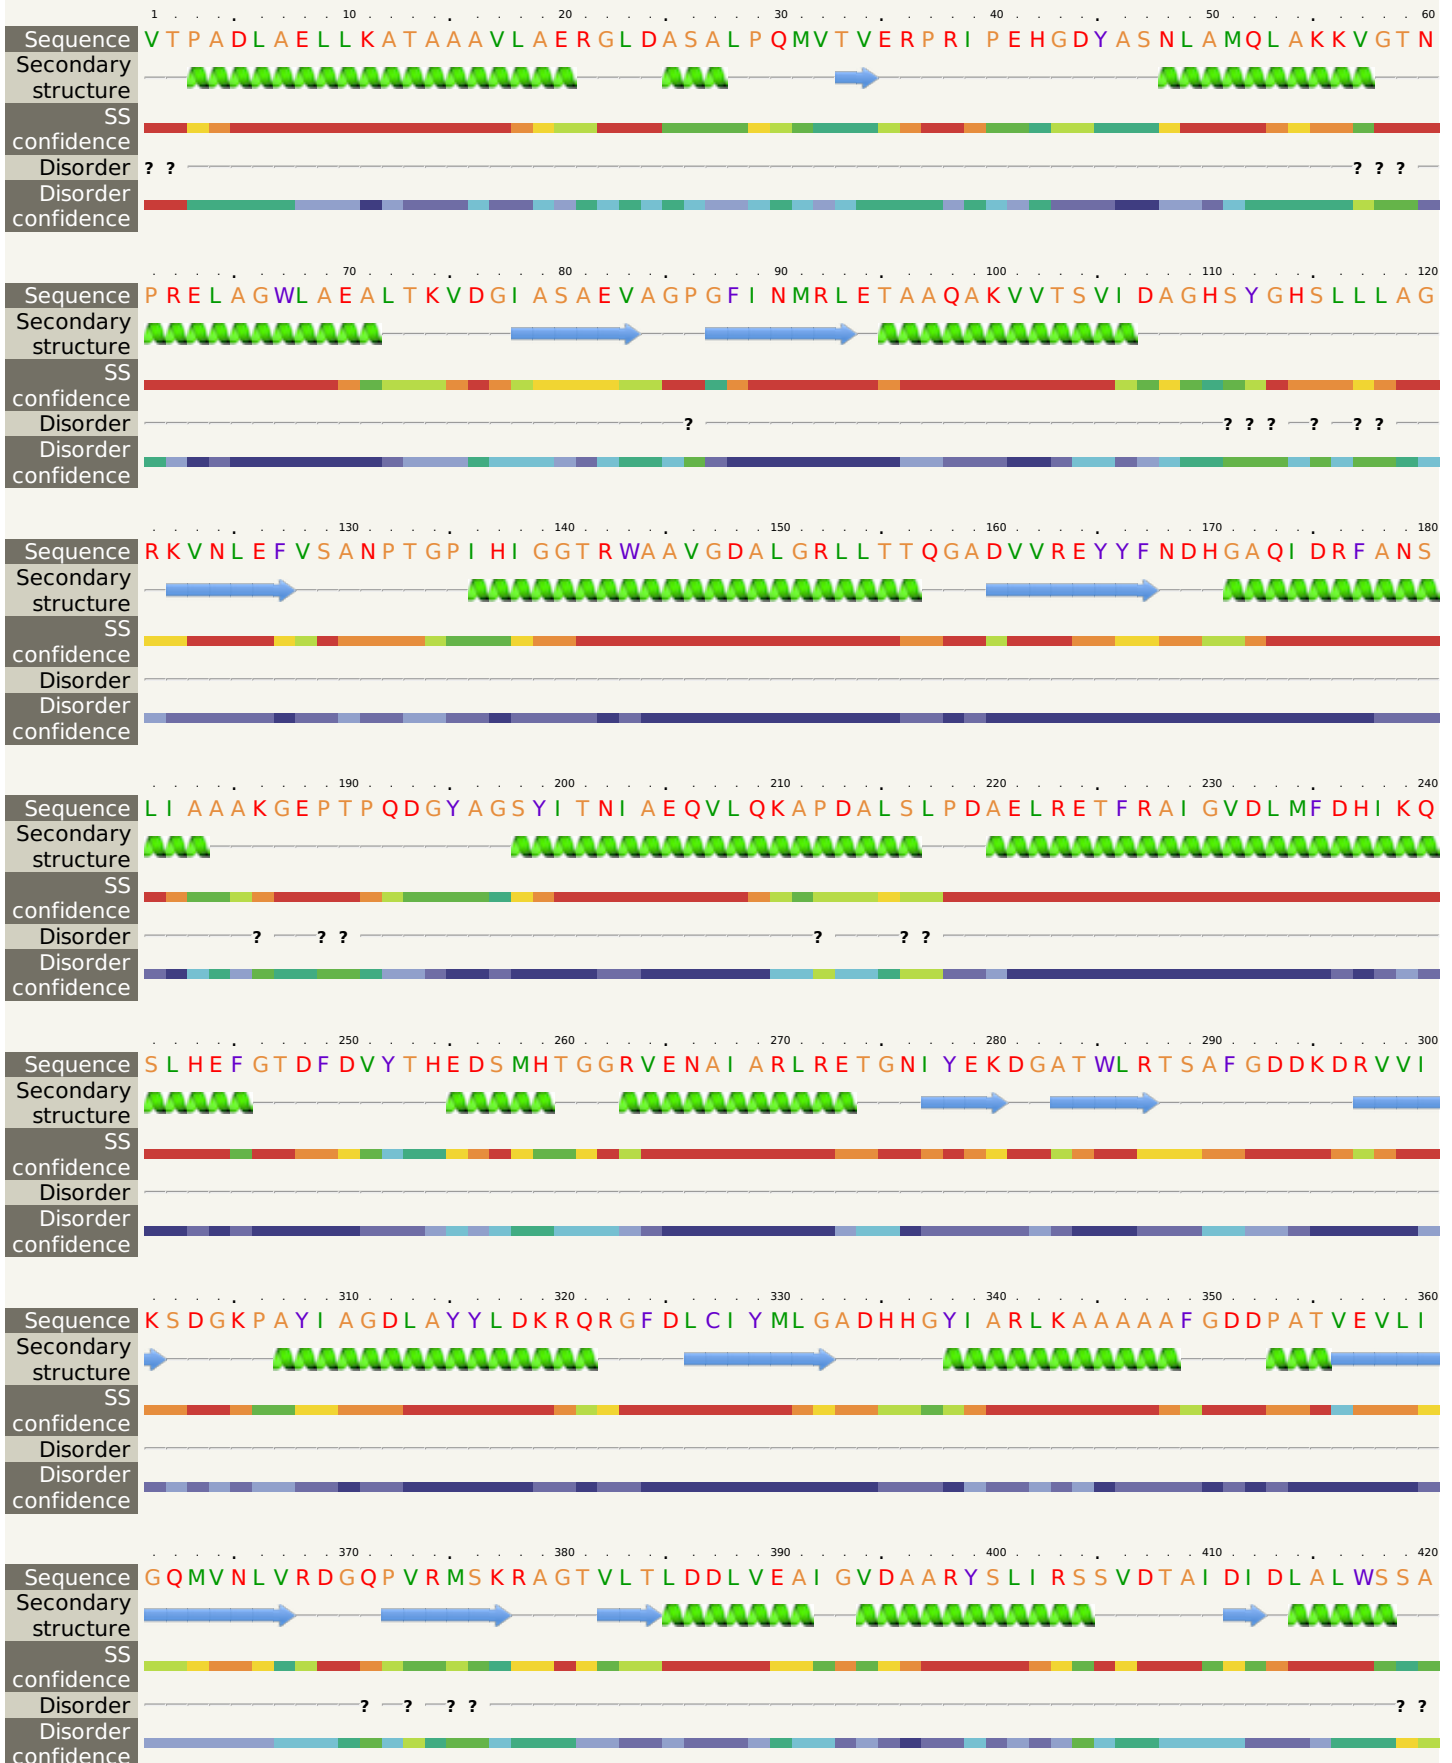 1 10 20 30 40 50 60
Sequence VTPADLAELLKATAAAVLAERGLDASALPQMVTVERPRIPEHGDYASNLAMQLAKKVGTN
Secondary
structure
SS
confidence
Disorder ? ? ? ? ?
Disorder
confidence
70 80 90 100 110 120
Sequence PRELAGWLAEALTKVDGIASAEVAGPGFINMRLETAAQAKVVTSVIDAGHSYGHSLLLAG
Secondary
structure
SS
confidence
Disorder ? ? ? ? ? ? ?
Disorder
confidence
130 140 150 160 170 180
Sequence RKVNLEFVSANPTGPIHIGGTRWAAVGDALGRLLTTQGADVVREYYFNDHGAQIDRFANS
Secondary
structure
SS
confidence
Disorder
Disorder
confidence
190 200 210 220 230 240
Sequence LIAAAKGEPTPQDGYAGSYITNIAEQVLQKAPDALSLPDAELRETFRAIGVDLMFDHIKQ
Secondary
structure
SS
confidence
Disorder ? ? ? ? ? ?
Disorder
confidence
250 260 270 280 290 300
Sequence SLHEFGTDFDVYTHEDSMHTGGRVENAIARLRETGNIYEKDGATWLRTSAFGDDKDRVVI
Secondary
structure
SS
confidence
Disorder
Disorder
confidence
310 320 330 340 350 360
Sequence KSDGKPAYIAGDLAYYLDKRQRGFDLCIYMLGADHHGYIARLKAAAAAFGDDPATVEVLI
Secondary
structure
SS
confidence
Disorder
Disorder
confidence
370 380 390 400 410 420
Sequence GQMVNLVRDGQPVRMSKRAGTVLTLDDLVEAIGVDAARYSLIRSSVDTAIDIDLALWSSA
Secondary
structure
SS
confidence
Disorder ? ? ? ? ? ?
Disorder
confidence